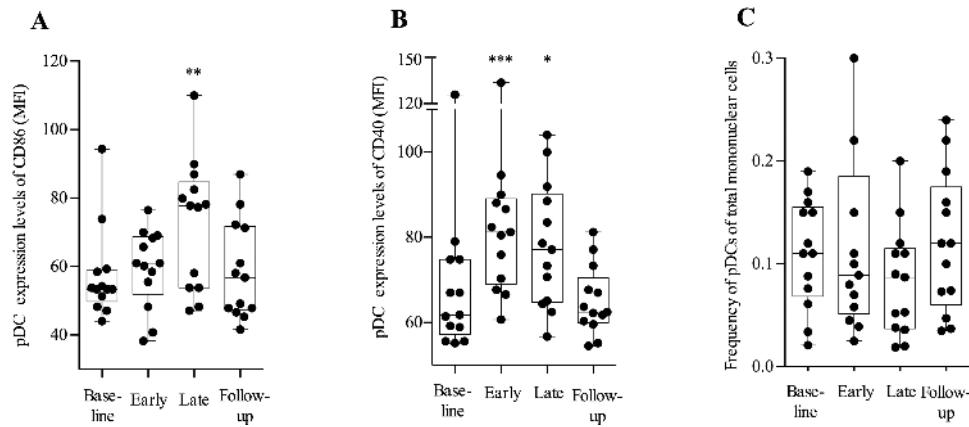 A
pDC expression levels of CD86 (MFI)
120
100
80
60
40
**
Base-
line
Early
Late
Follow-
up
B
pDC expression levels of CD40 (MFI)
150
120
100
80
60
***
*
Base-
line
Early
Late
Follow-
up
C
Frequency of pDCs of total mononuclear cells
0.3
0.2
0.1
0.0
Base-
line
Early
Late
Follow-
up